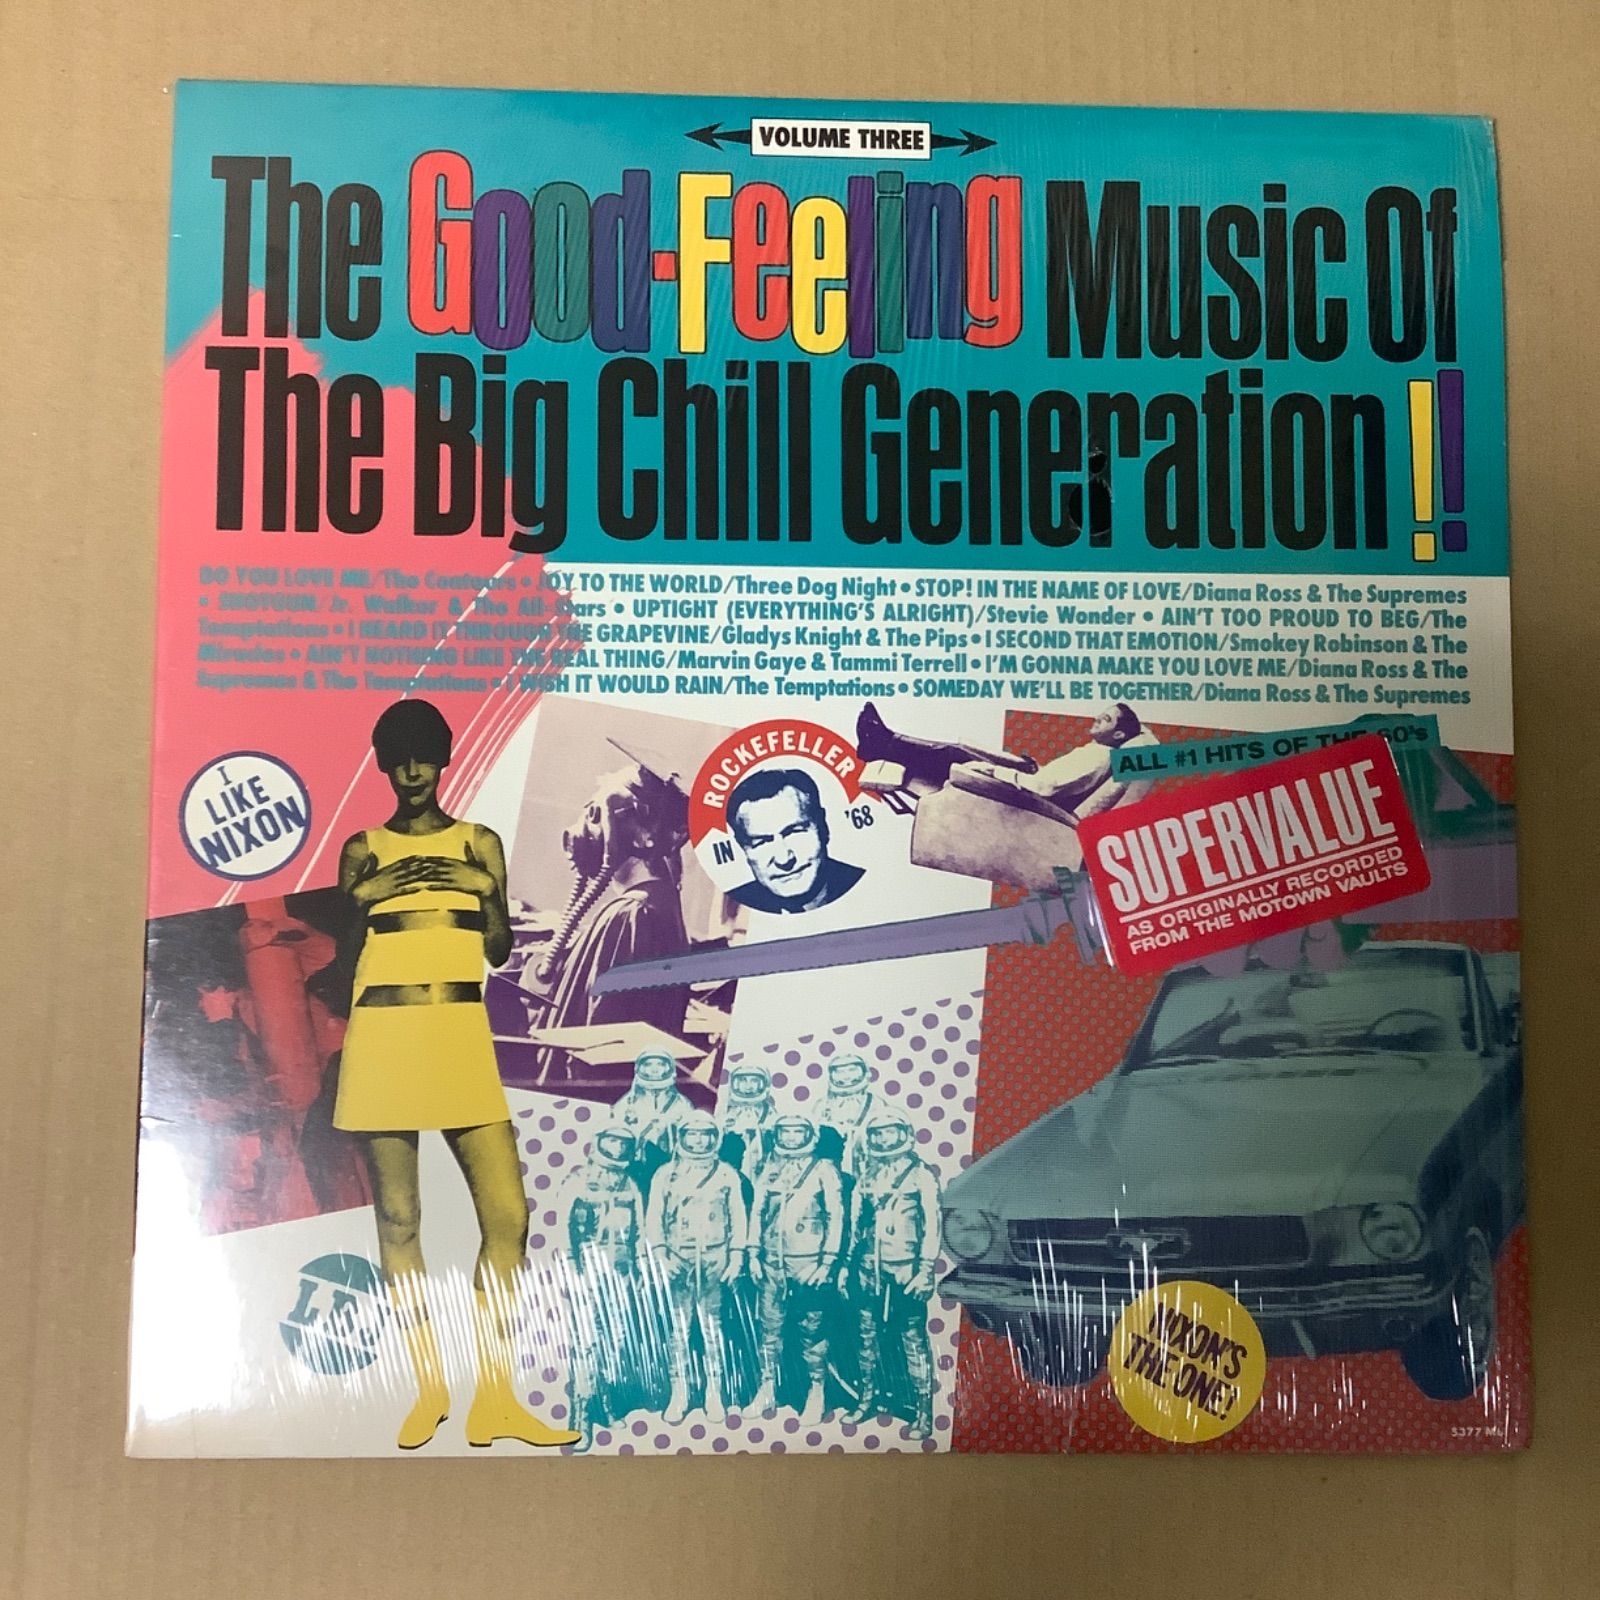 VOLUME THREE
The Good-Feeling Music Of
The Big Chill Generation!!
DO YOU LOVE ME/The Contours • JOY TO THE WORLD/Three Dog Night • STOP! IN THE NAME OF LOVE/Diana Ross & The Supremes
• SHOTGUN/Jr. Walker & The All-Stars • UPTIGHT (EVERYTHING'S ALRIGHT)/Stevie Wonder • AIN'T TOO PROUD TO BEG/The
Temptations • I HEARD IT THROUGH THE GRAPEVINE/Gladys Knight & The Pips • I SECOND THAT EMOTION/Smokey Robinson & The
Miracles • AIN'T NOTHING LIKE THE REAL THING/Marvin Gaye & Tammi Terrell • I'M GONNA MAKE YOU LOVE ME/Diana Ross & The
Supremes & The Temptations • I WISH IT WOULD RAIN/The Temptations • SOMEDAY WE'LL BE TOGETHER/Diana Ross & The Supremes
I
LIKE
NIXON
ROCKEFELLER
IN '68
ALL #1 HITS OF THE 60's
SUPERVALUE
AS ORIGINALLY RECORDED
FROM THE MOTOWN VAULTS
NIXON'S
THE ONE!